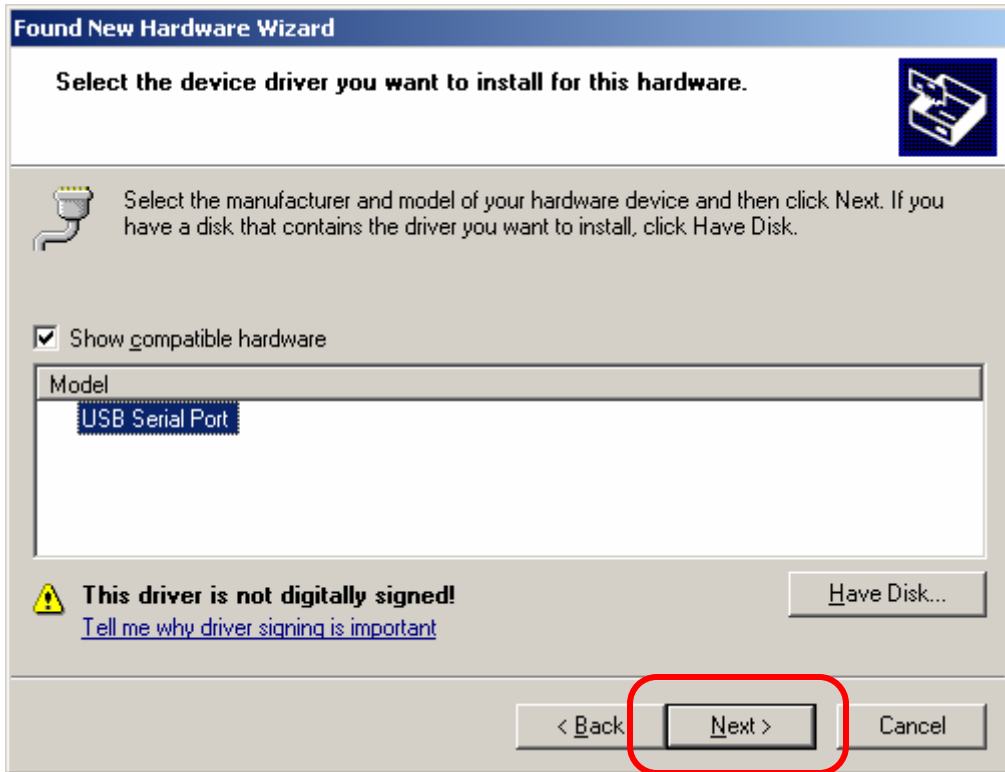 Found New Hardware Wizard
Select the device driver you want to install for this hardware.
Select the manufacturer and model of your hardware device and then click Next. If you
have a disk that contains the driver you want to install, click Have Disk.
Show compatible hardware
Model
USB Serial Port
This driver is not digitally signed!
Have Disk...
Tell me why driver signing is important
< Back
Next >
Cancel